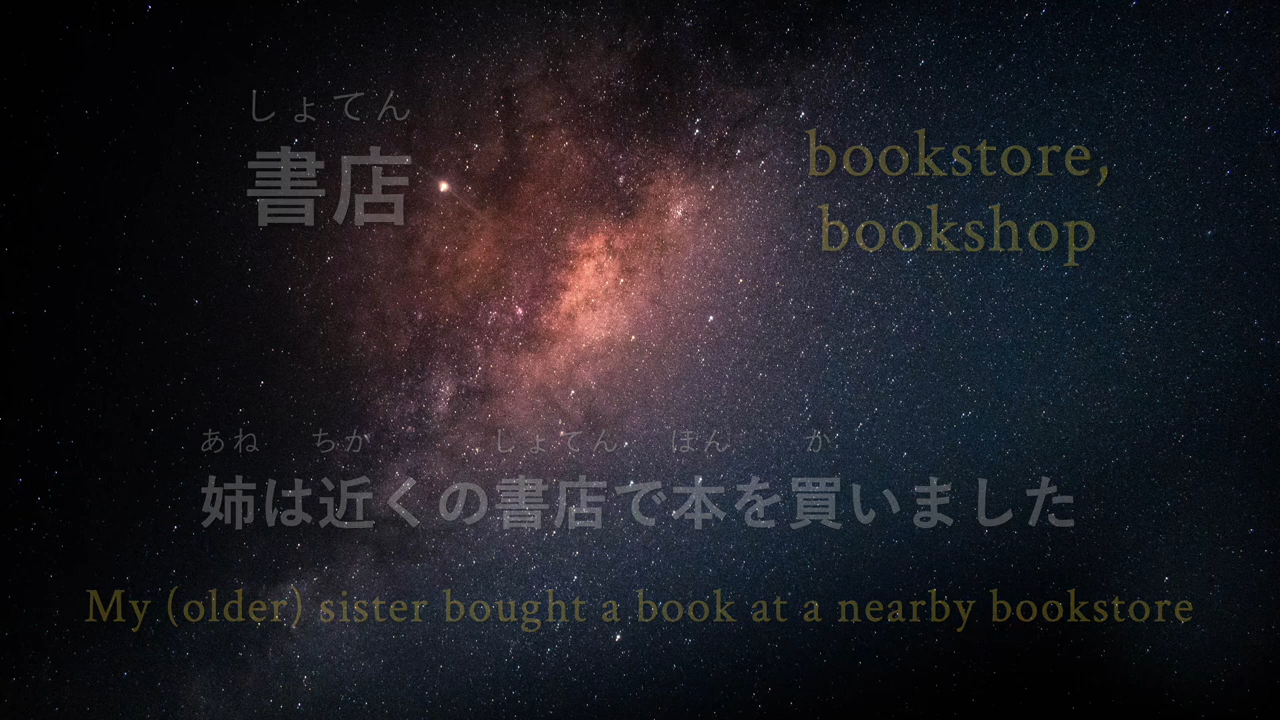 しょてん
書店
bookstore,
bookshop
あね ちか しょてん ほん か
姉は近くの書店で本を買いました
My (older) sister bought a book at a nearby bookstore